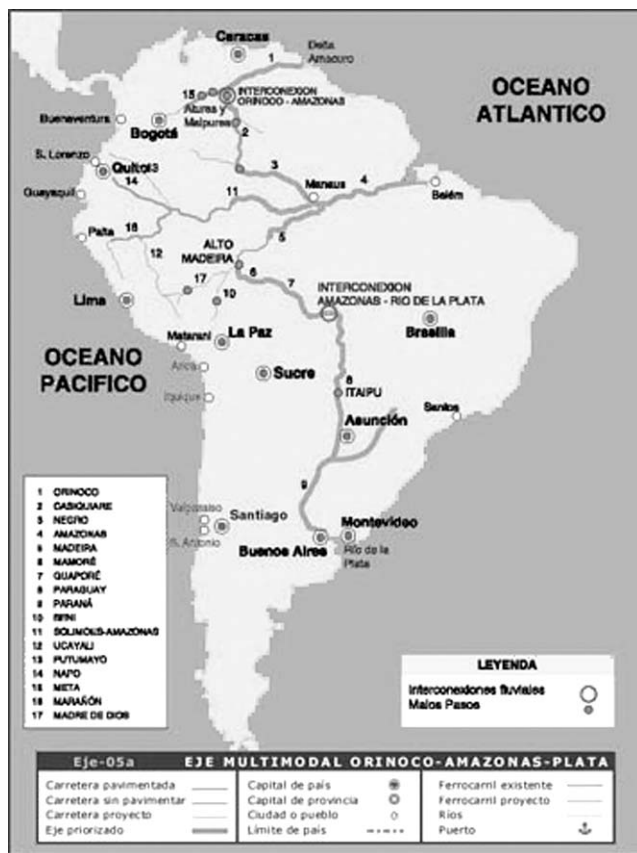 Caracas
Delta
Amacuro
1
OCEANO
ATLANTICO
INTERCONEXION
ORINOCO - AMAZONAS
15
Atures y
Maipures
Buenaventura
Bogotá
2
S. Lorenzo
Quito
13
14
3
Manaus
4
Belém
Guayaquil
11
Paita
16
12
5
ALTO
MADEIRA
6
7
17
10
INTERCONEXION
AMAZONAS - RIO DE LA PLATA
Lima
Brasilia
Matarani
La Paz
OCEANO
PACIFICO
Arica
Sucre
Iquique
8
ITAIPU
Santos
Asunción
9
Valparaiso
Santiago
S. Antonio
Montevideo
Buenos Aires
Río de la
Plata
1 ORINOCO
2 CASIQUIARE
3 NEGRO
4 AMAZONAS
5 MADEIRA
6 MAMORÉ
7 GUAPORÉ
8 PARAGUAY
9 PARANÁ
10 BENI
11 SOLIMOES-AMAZONAS
12 UCAYALI
13 PUTUMAYO
14 NAPO
15 META
16 MARAÑÓN
17 MADRE DE DIOS
LEYENDA
Interconexiones fluviales
Malos Pasos
Eje-05a EJE MULTIMODAL ORINOCO-AMAZONAS-PLATA
Carretera pavimentada
Carretera sin pavimentar
Carretera proyecto
Eje priorizado
Capital de país
Capital de provincia
Ciudad o pueblo
Límite de país
Ferrocarril existente
Ferrocarril proyecto
Ríos
Puerto